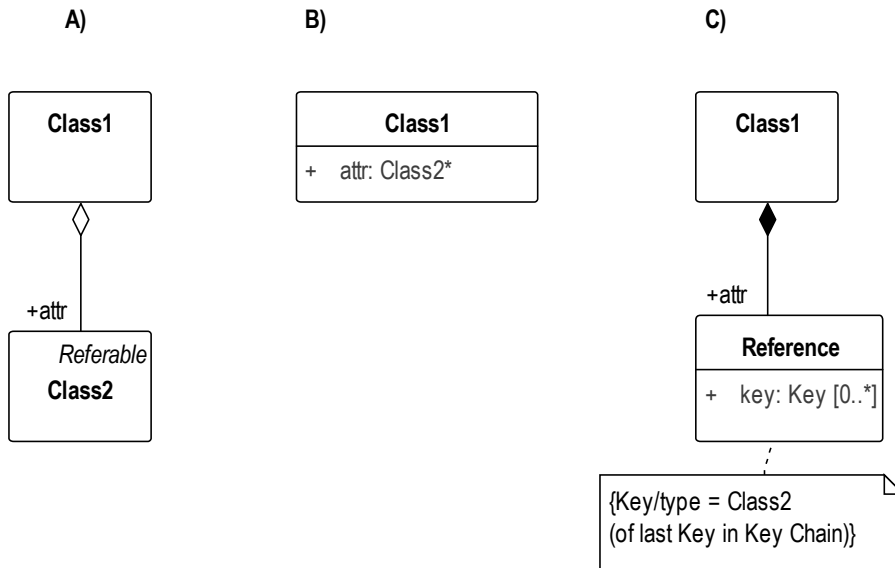 A)
B)
C)
Class1
Class1
Class1
+ attr: Class2*
+attr
+attr
Referable
Class2
Reference
+ key: Key [0..*]
{Key/type = Class2
(of last Key in Key Chain)}